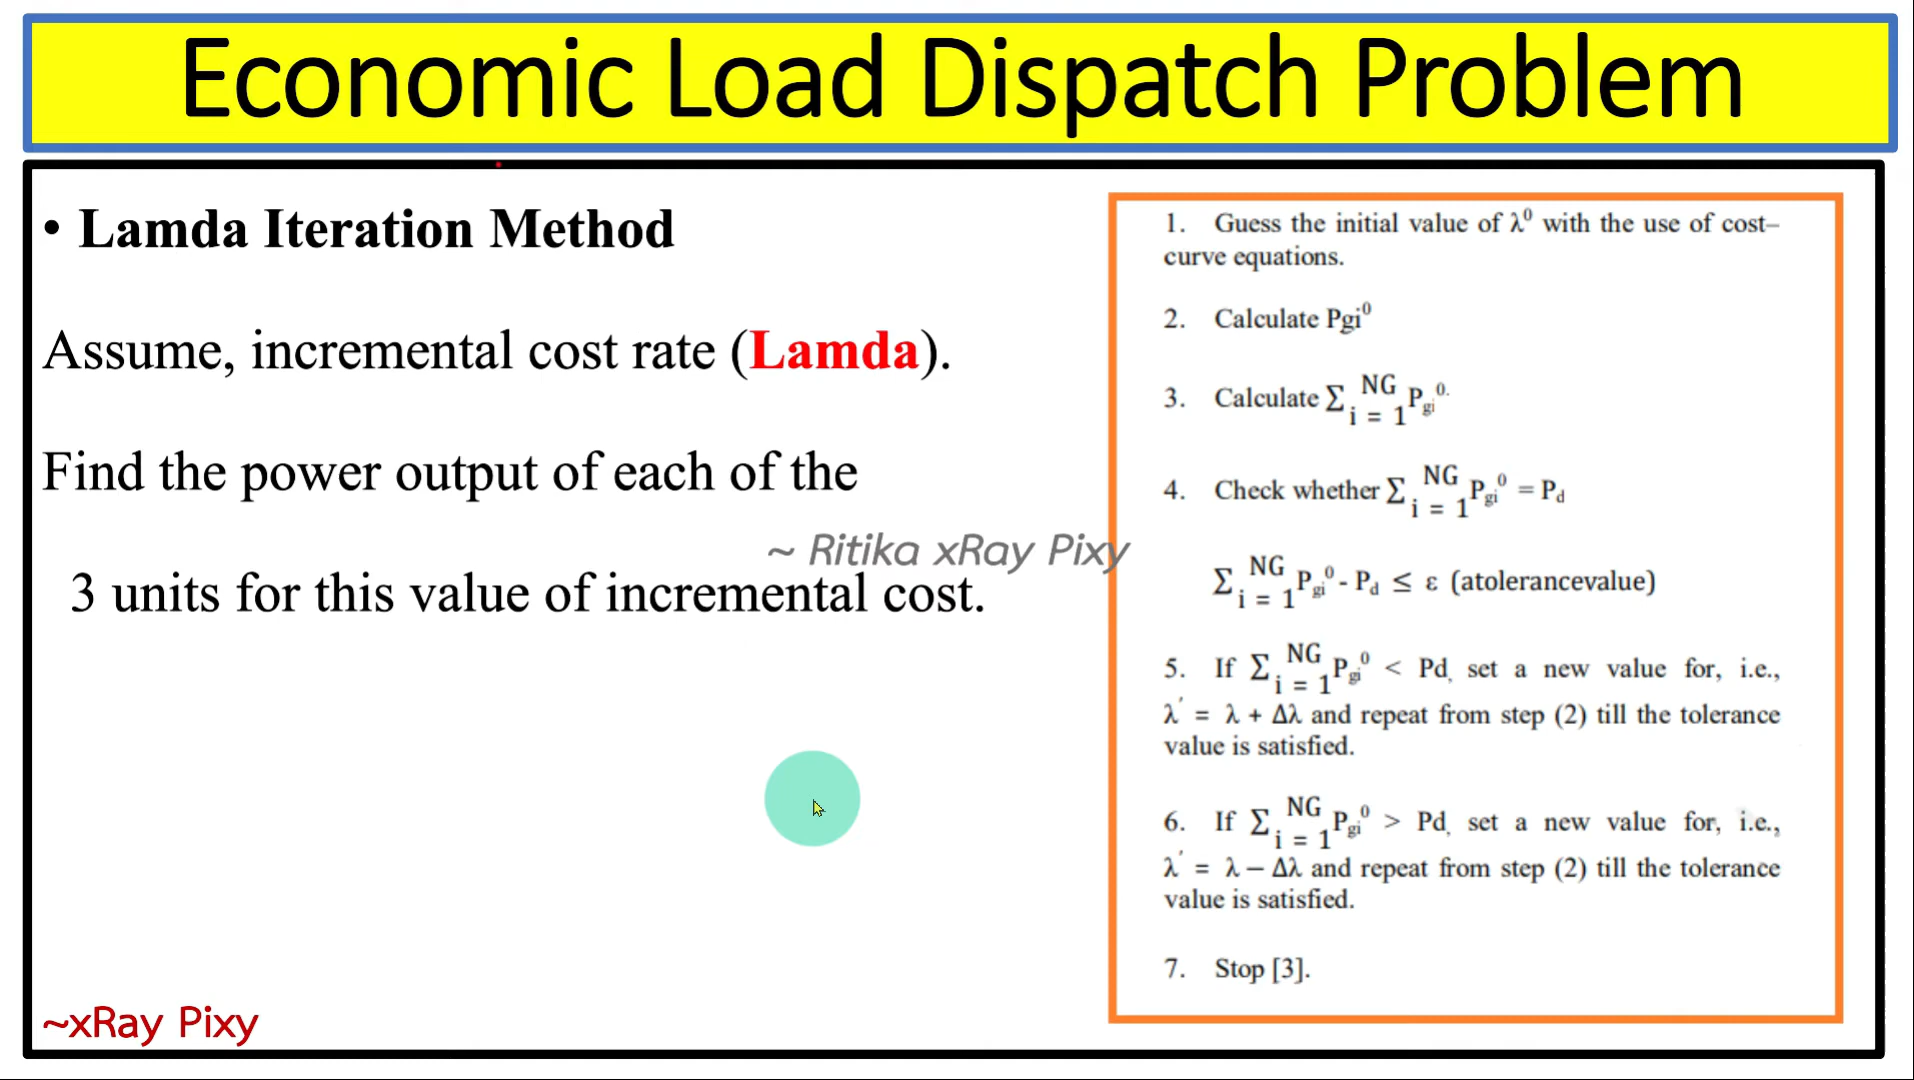 Economic Load Dispatch Problem
• Lamda Iteration Method
Assume, incremental cost rate (Lamda).
Find the power output of each of the
~ Ritika xRay Pixy
3 units for this value of incremental cost.
~xRay Pixy
1. Guess the initial value of λ⁰ with the use of cost–
curve equations.
2. Calculate Pgi⁰
3. Calculate ∑ NG i = 1 Pgi⁰.
4. Check whether ∑ NG i = 1 Pgi⁰ = Pd
∑ NG i = 1 Pgi⁰ - Pd ≤ ε (atolerancevalue)
5. If ∑ NG i = 1 Pgi⁰ < Pd, set a new value for, i.e.,
λ′ = λ + Δλ and repeat from step (2) till the tolerance
value is satisfied.
6. If ∑ NG i = 1 Pgi⁰ > Pd, set a new value for, i.e.,
λ′ = λ − Δλ and repeat from step (2) till the tolerance
value is satisfied.
7. Stop [3].